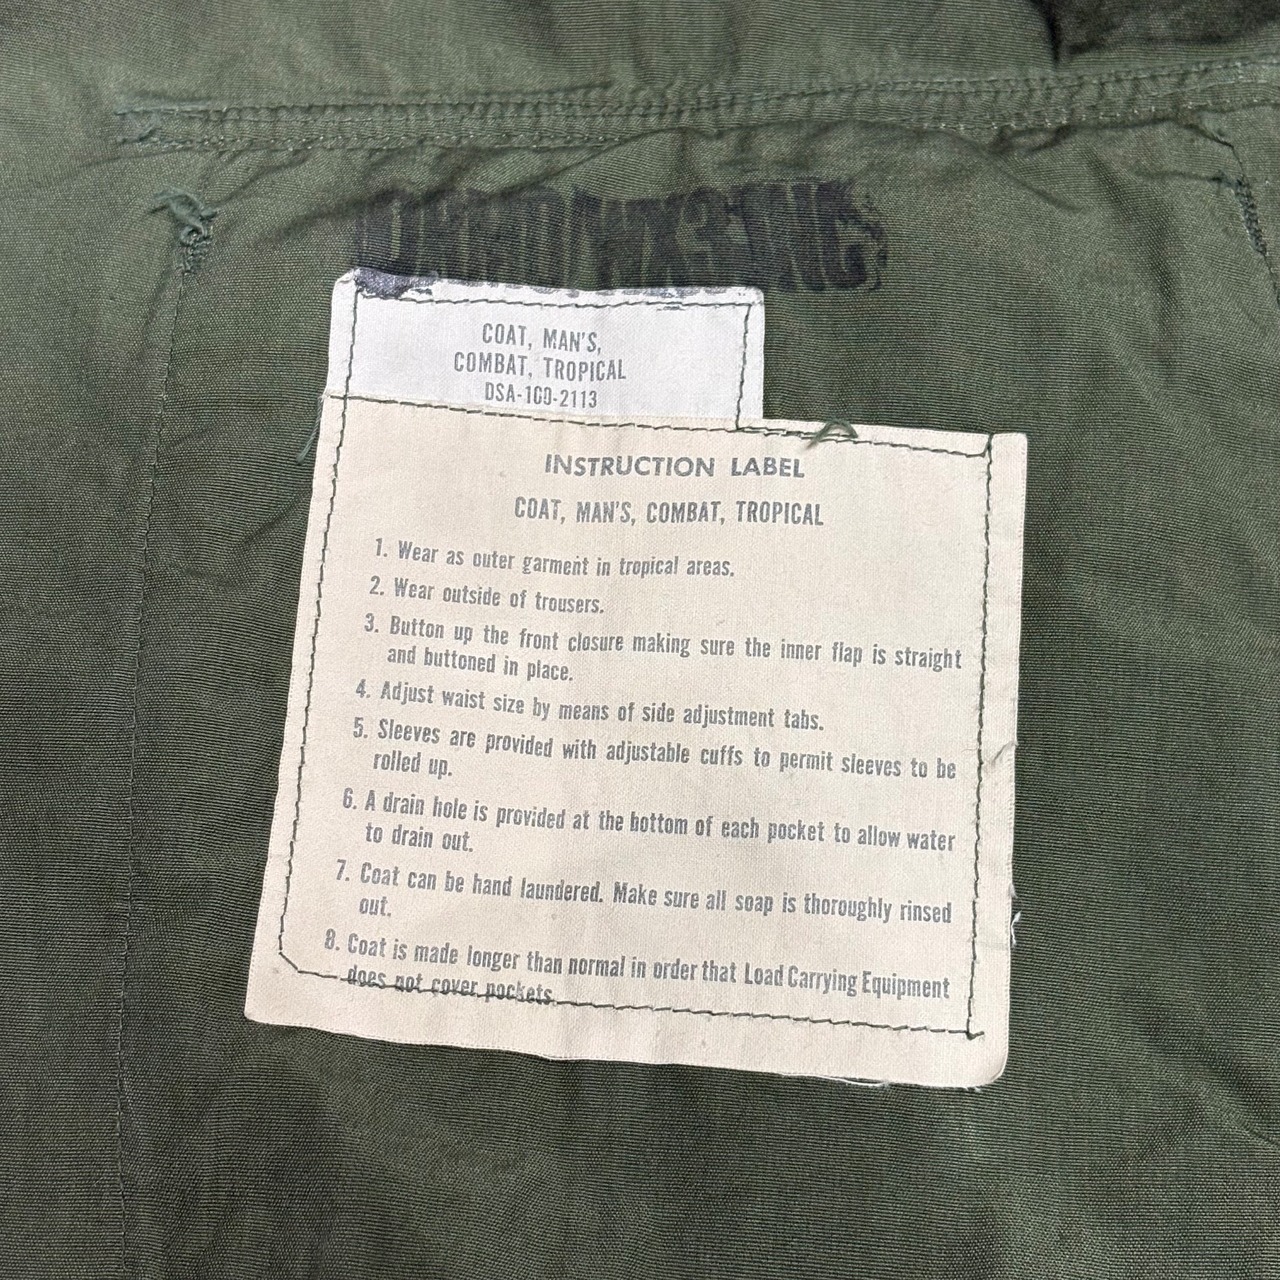 COAT, MAN'S,
COMBAT, TROPICAL
DSA-100-2113
INSTRUCTION LABEL
COAT, MAN'S, COMBAT, TROPICAL
1. Wear as outer garment in tropical areas.
2. Wear outside of trousers.
3. Button up the front closure making sure the inner flap is straight
and buttoned in place.
4. Adjust waist size by means of side adjustment tabs.
5. Sleeves are provided with adjustable cuffs to permit sleeves to be
rolled up.
6. A drain hole is provided at the bottom of each pocket to allow water
to drain out.
7. Coat can be hand laundered. Make sure all soap is thoroughly rinsed
out.
8. Coat is made longer than normal in order that Load Carrying Equipment
does not cover pockets.